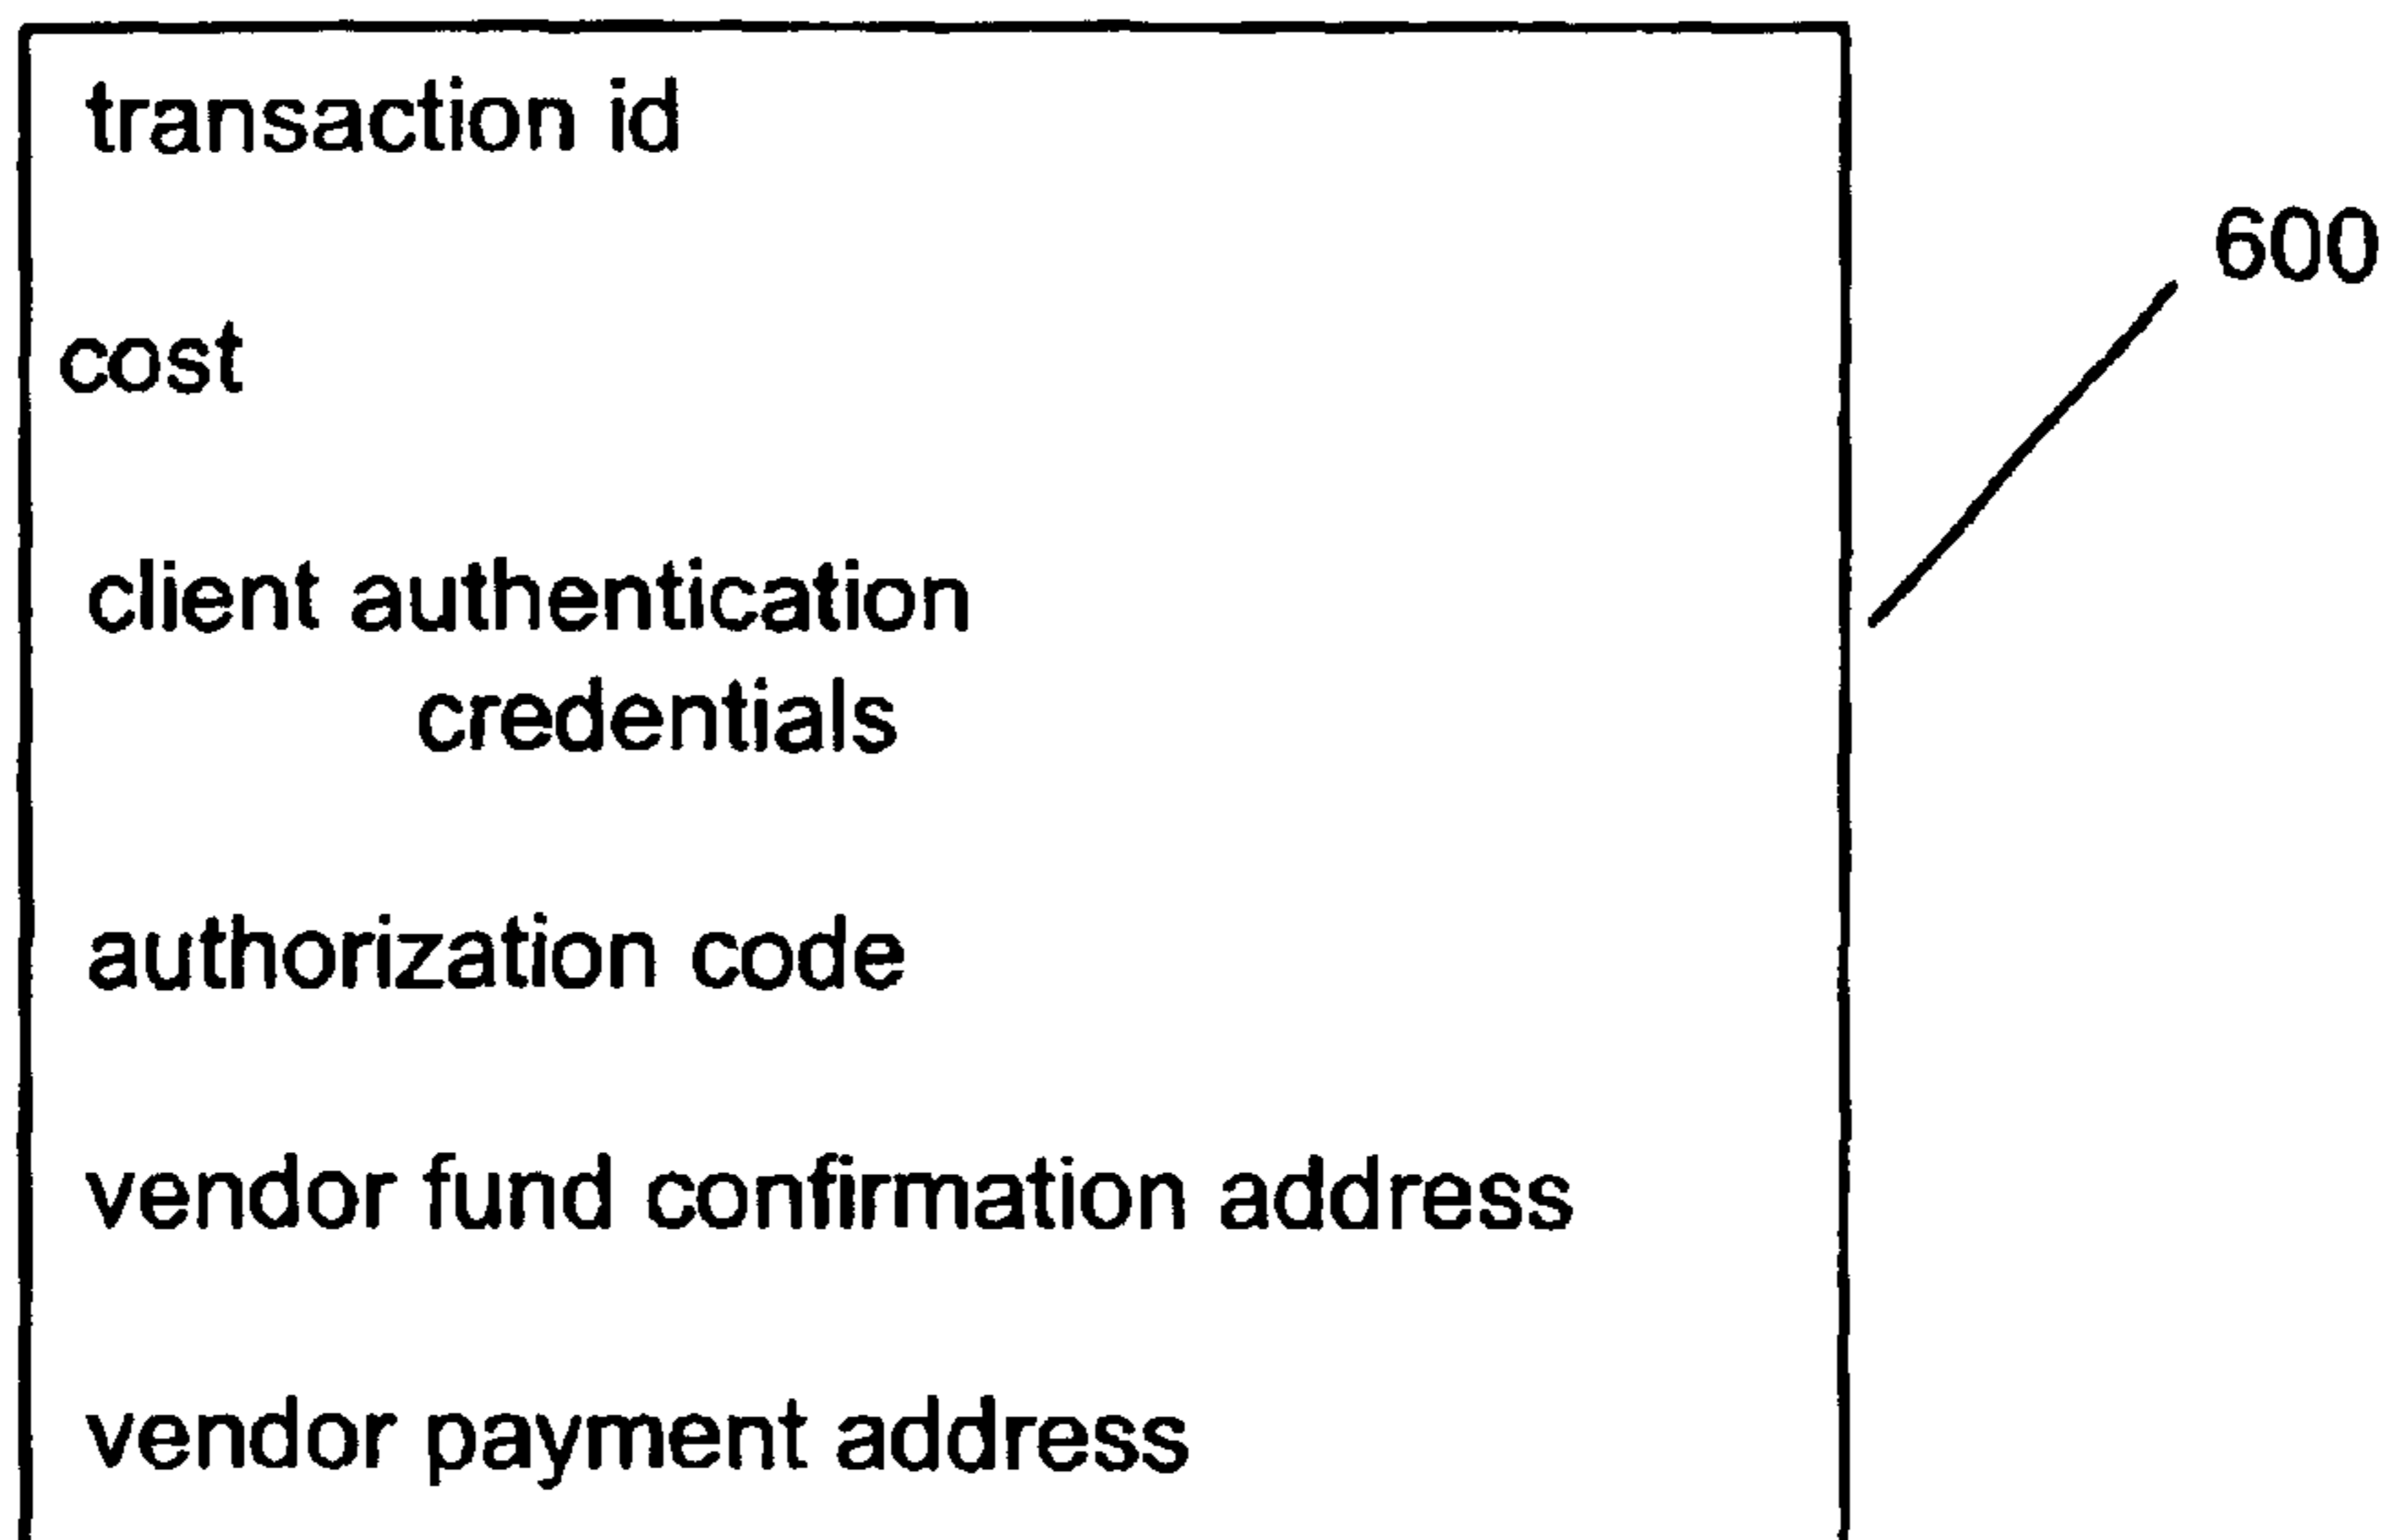 transaction id
600
cost
client authentication
credentials
authorization code
vendor fund confirmation address
vendor payment address